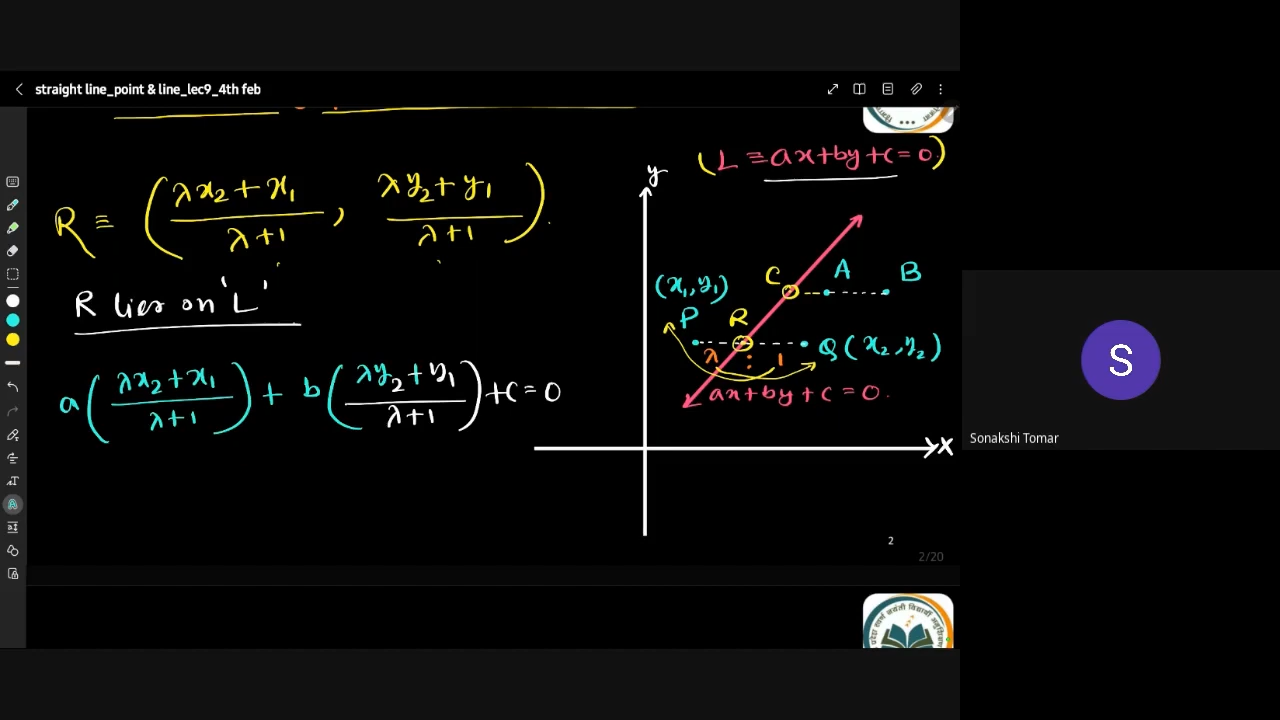 straight line_point & line_lec9_4th feb
(L ≡ ax+by+c=0)
y
R ≡ ( (λx₂+x₁)/(λ+1) , (λy₂+y₁)/(λ+1) ).
R lies on 'L'
a( (λx₂+x₁)/(λ+1) ) + b( (λy₂+y₁)/(λ+1) ) +c=0
C A B
(x₁,y₁)
P R
Q(x₂,y₂)
λ : 1
ax+by+c=0.
X
2
2/20
S
Sonakshi Tomar